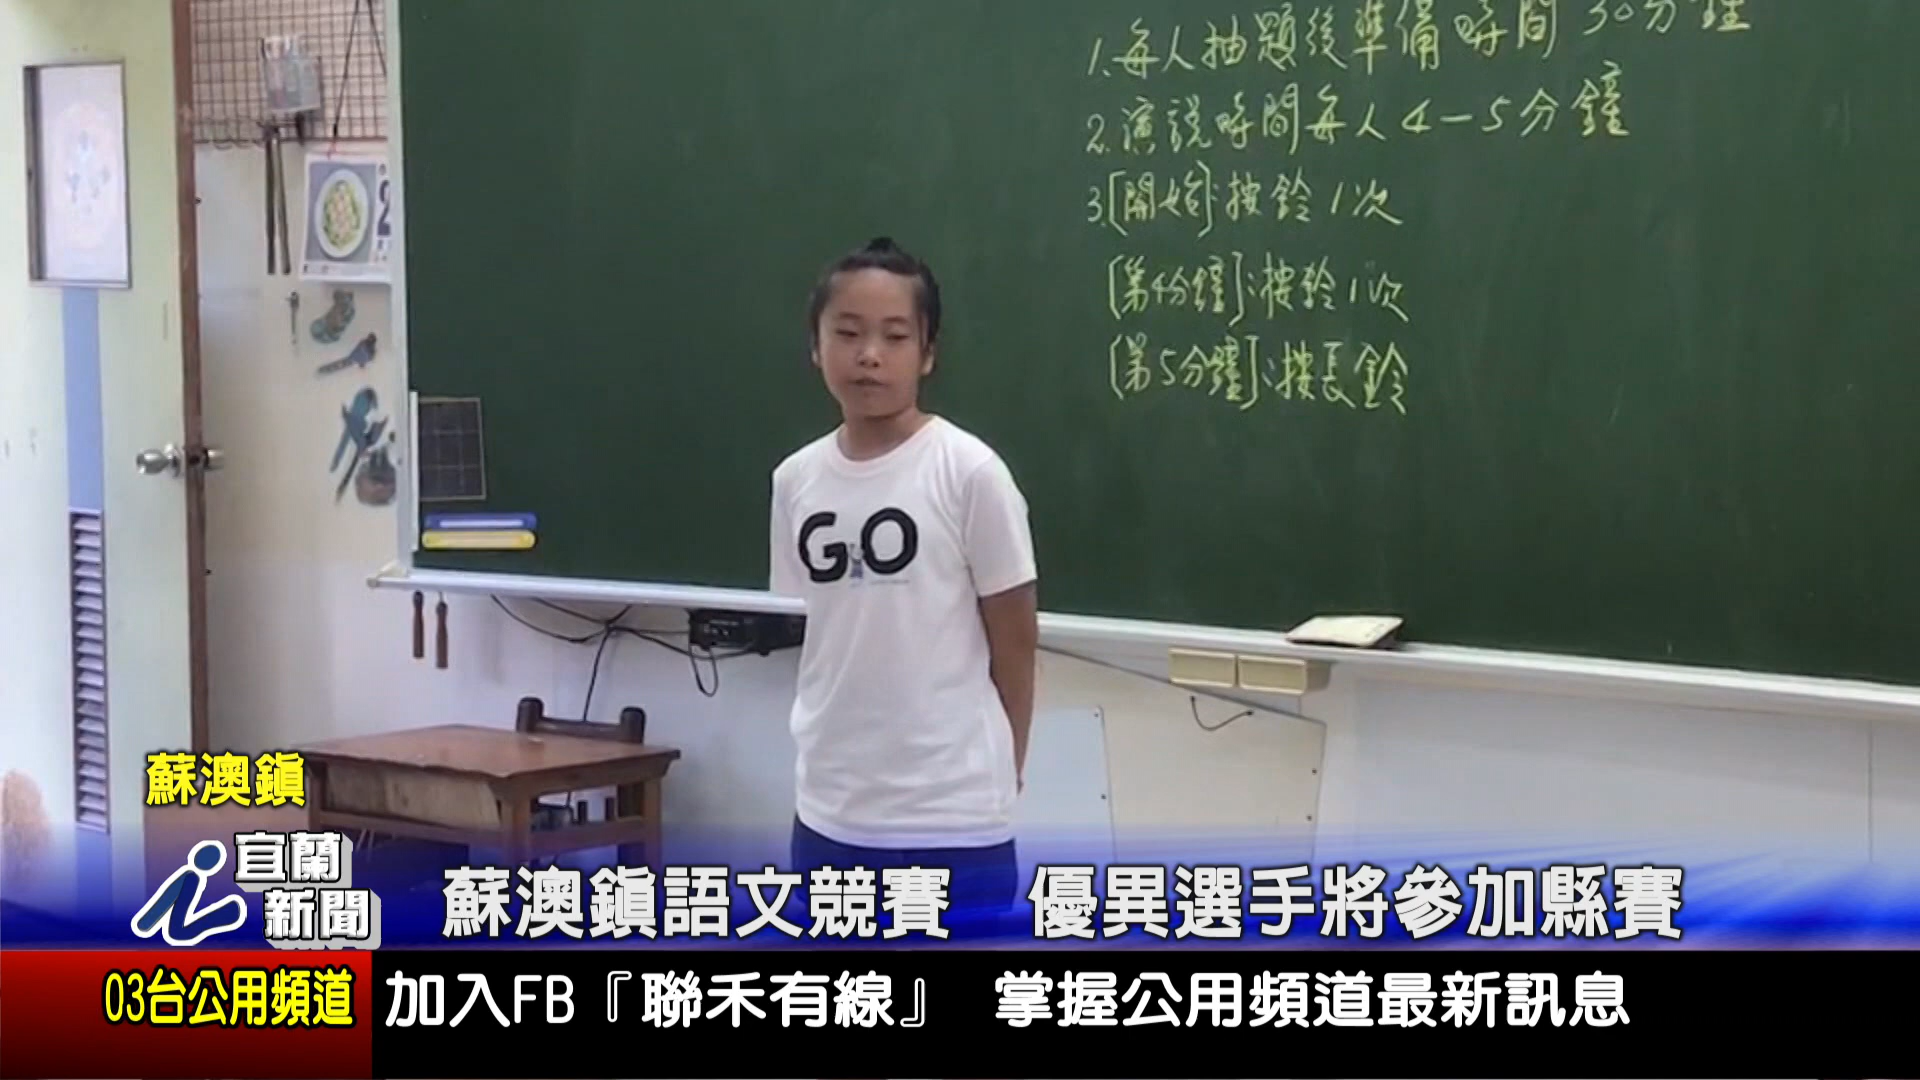 1.每人抽題後準備時間30分鐘
2.演說時間每人4-5分鐘
3.[開始]:按鈴1次
[第4分鐘]:按鈴1次
[第5分鐘]:按長鈴
GO
蘇澳鎮
宜蘭
新聞
蘇澳鎮語文競賽 優異選手將參加縣賽
03台公用頻道
加入FB『聯禾有線』 掌握公用頻道最新訊息